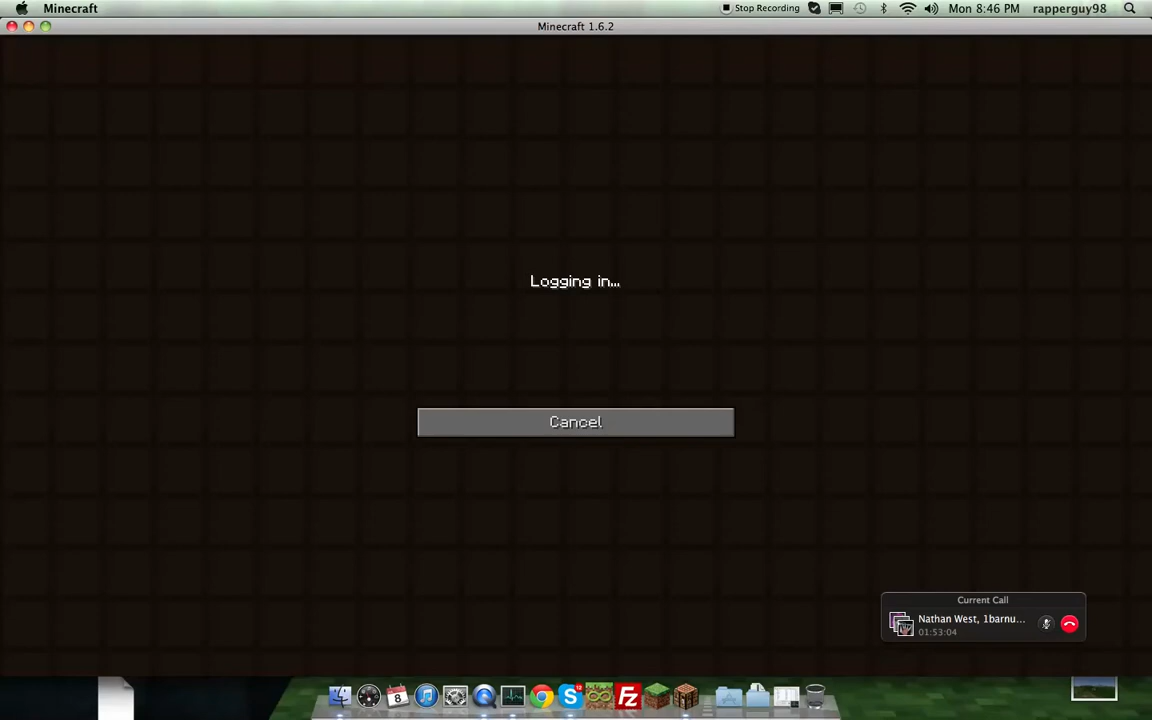 Minecraft
Stop Recording
Mon 8:46 PM
rapperguy98
Minecraft 1.6.2
Logging in...
Cancel
Current Call
Nathan West, 1barnu...
01:53:04
8